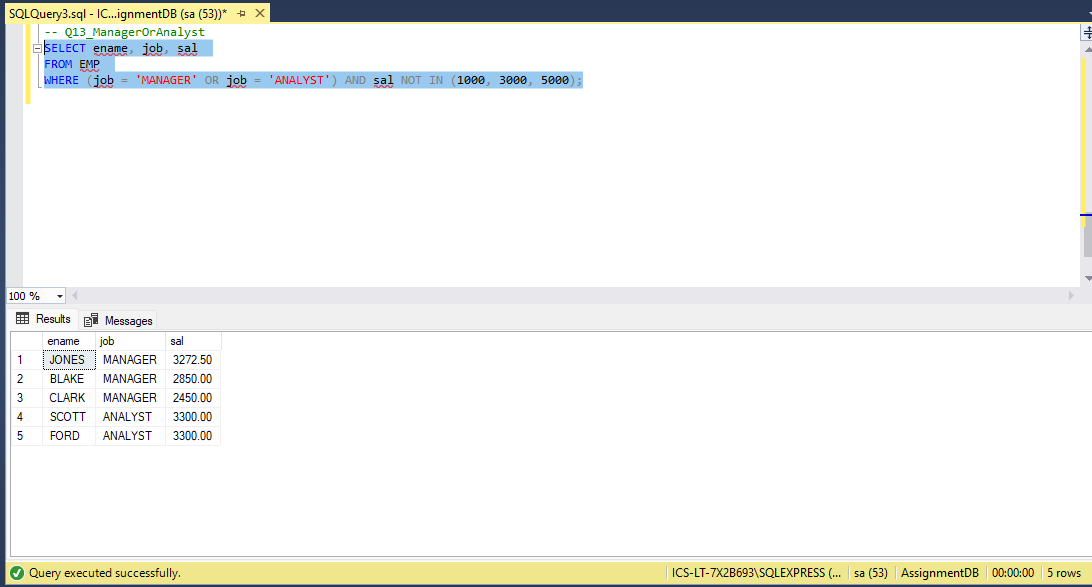 SQLQuery3.sql - IC...ignmentDB (sa (53))*
-- Q13_ManagerOrAnalyst
SELECT ename, job, sal
FROM EMP
WHERE (job = 'MANAGER' OR job = 'ANALYST') AND sal NOT IN (1000, 3000, 5000);
100 %
Results Messages
ename job sal
1 JONES MANAGER 3272.50
2 BLAKE MANAGER 2850.00
3 CLARK MANAGER 2450.00
4 SCOTT ANALYST 3300.00
5 FORD ANALYST 3300.00
Query executed successfully. ICS-LT-7X2B693\SQLEXPRESS (... sa (53) AssignmentDB 00:00:00 5 rows